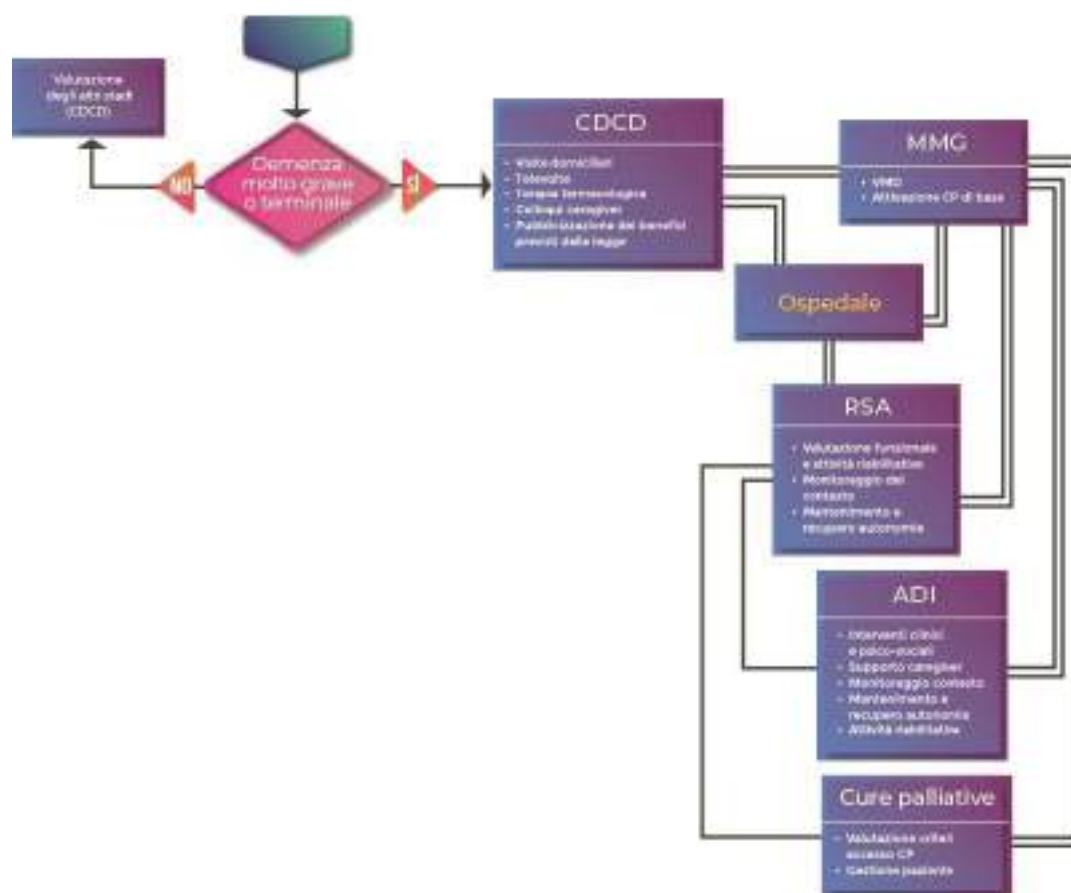 Valutazione
degli altri stadi
(CDCD)
NO
Demenza
molto grave
o terminale
SÌ
CDCD
• Visite domiciliari
• Televisite
• Terapia farmacologica
• Colloqui caregiver
• Pubblicizzazione dei benefici
previsti dalla legge
MMG
• VMD
• Attivazione CP di base
Ospedale
RSA
• Valutazione funzionale
e attività riabilitative
• Monitoraggio del
contesto
• Mantenimento e
recupero autonomia
ADI
• Interventi clinici
e psico-sociali
• Supporto caregiver
• Monitoraggio contesto
• Mantenimento e
recupero autonomia
• Attività riabilitative
Cure palliative
• Valutazione criteri
accesso CP
• Gestione paziente